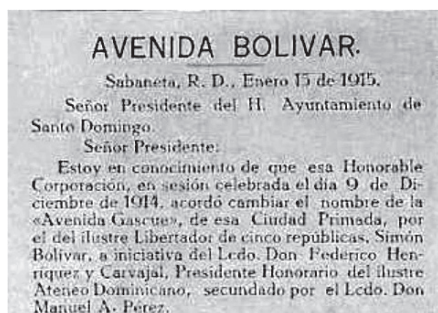 AVENIDA BOLIVAR.
Sabaneta, R. D., Enero 15 de 1915.
Señor Presidente del H. Ayuntamiento de
Santo Domingo.
Señor Presidente:
Estoy en conocimiento de que esa Honorable
Corporación, en sesión celebrada el día 9 de Di-
ciembre de 1914, acordó cambiar el nombre de la
«Avenida Gascue», de esa Ciudad Primada, por
el del ilustre Libertador de cinco repúblicas, Simón
Bolívar, a iniciativa del Lcdo. Don Federico Hen-
ríquez y Carvajal, Presidente Honorario del ilustre
Ateneo Dominicano, secundado por el Lcdo. Don
Manuel A. Pérez.